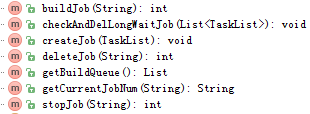 buildJob(String): int
checkAndDelLongWaitJob(List<TaskList>): void
createJob(TaskList): void
deleteJob(String): int
getBuildQueue(): List
getCurrentJobNum(String): String
stopJob(String): int